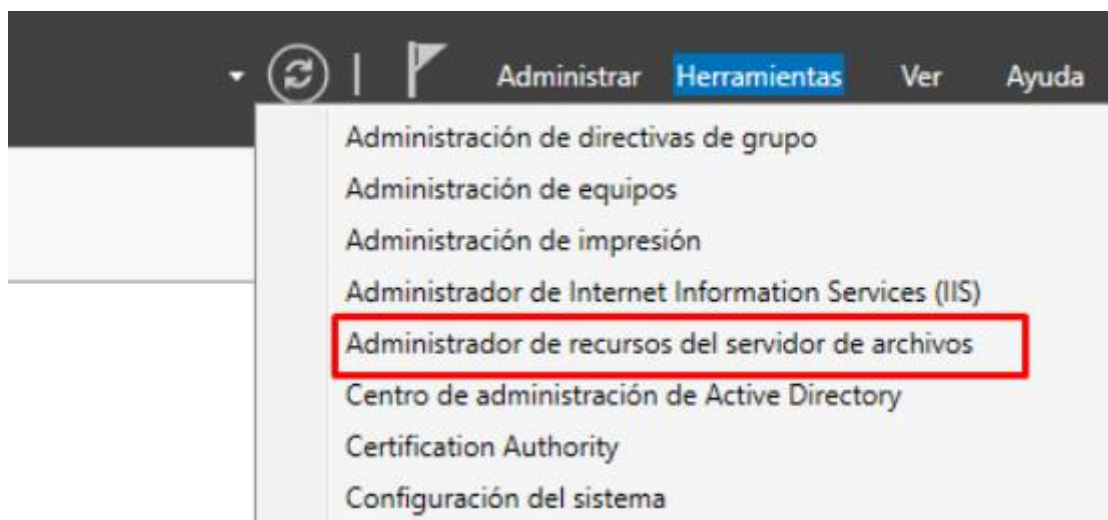 Administrar Herramientas Ver Ayuda
Administración de directivas de grupo
Administración de equipos
Administración de impresión
Administrador de Internet Information Services (IIS)
Administrador de recursos del servidor de archivos
Centro de administración de Active Directory
Certification Authority
Configuración del sistema